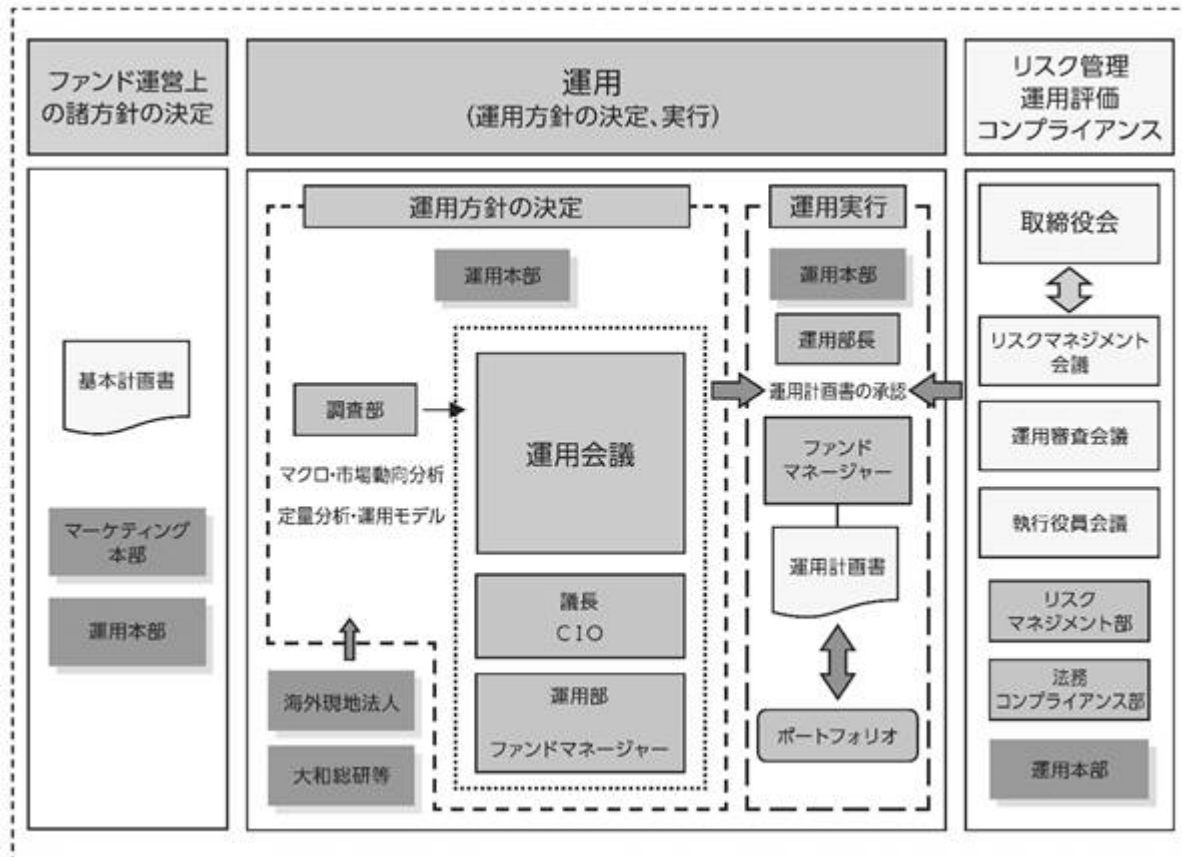 ファンド運営上
の諸方針の決定
運用
(運用方針の決定、実行)
リスク管理
運用評価
コンプライアンス
基本計画書
マーケティング
本部
運用本部
運用方針の決定
運用本部
調査部
マクロ・市場動向分析
定量分析・運用モデル
海外現地法人
大和総研等
運用会議
議長
CIO
運用部
ファンドマネージャー
運用実行
運用本部
運用部長
運用計画書の承認
ファンド
マネージャー
運用計画書
ポートフォリオ
取締役会
リスクマネジメント
会議
運用審査会議
執行役員会議
リスク
マネジメント部
法務
コンプライアンス部
運用本部